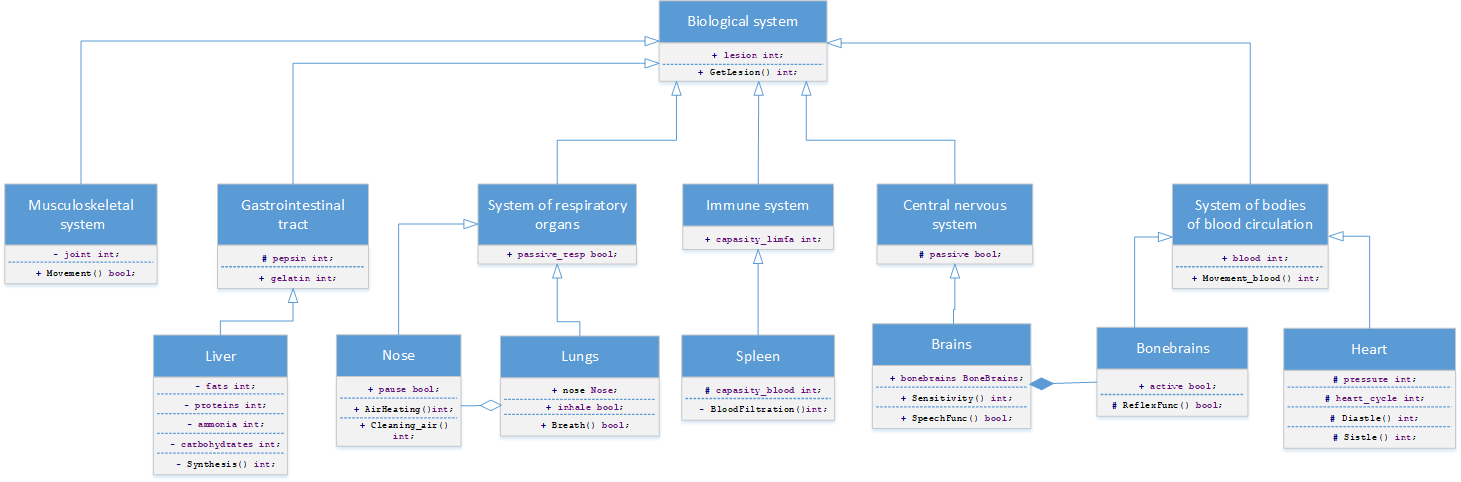 Biological system
+ lesion int;
+ GetLesion() int;
Musculoskeletal
system
- joint int;
+ Movement() bool;
Gastrointestinal
tract
# pepsin int;
+ gelatin int;
System of respiratory
organs
+ passive_resp bool;
Immune system
+ capasity_limfa int;
Central nervous
system
# passive bool;
System of bodies
of blood circulation
+ blood int;
+ Movement_blood() int;
Liver
- fats int;
- proteins int;
- ammonia int;
- carbohydrates int;
- Synthesis() int;
Nose
+ pause bool;
+ AirHeating()int;
+ Cleaning_air()
int;
Lungs
+ nose Nose;
+ inhale bool;
+ Breath() bool;
Spleen
# capasity_blood int;
- BloodFiltration()int;
Brains
+ bonebrains BoneBrains;
+ Sensitivity() int;
+ SpeechFunc() bool;
Bonebrains
+ active bool;
# ReflexFunc() bool;
Heart
# pressure int;
# heart_cycle int;
# Diastle() int;
# Sistle() int;